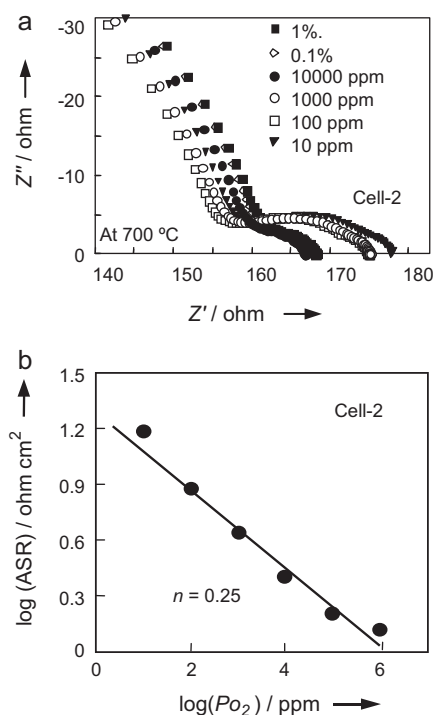 a
-30
-20
-10
-5
0
Z" / ohm
1%.
0.1%
10000 ppm
1000 ppm
100 ppm
10 ppm
Cell-2
At 700 ºC
140
150
160
170
180
Z' / ohm
b
1.5
1.2
0.9
0.6
0.3
0
log (ASR) / ohm cm2
Cell-2
n = 0.25
0
2
4
6
8
log(Po2) / ppm